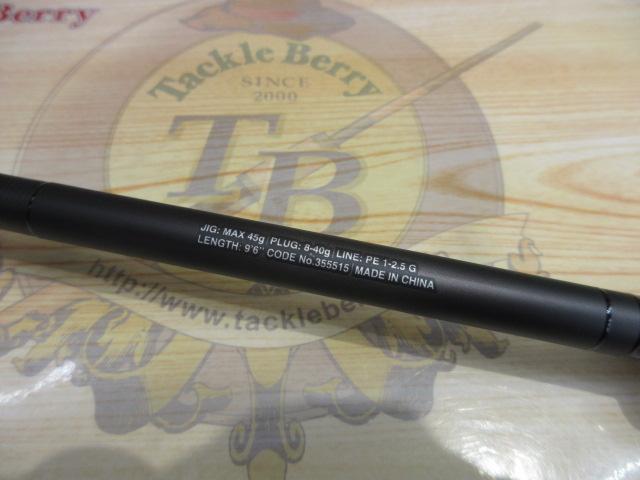 Berry
Tackle Berry
SINCE
2000
TB
JIG: MAX 45g | PLUG: 8-40g | LINE: PE 1-2.5 G
LENGTH: 9'6" CODE No.355515 | MADE IN CHINA
http://www.tackleber